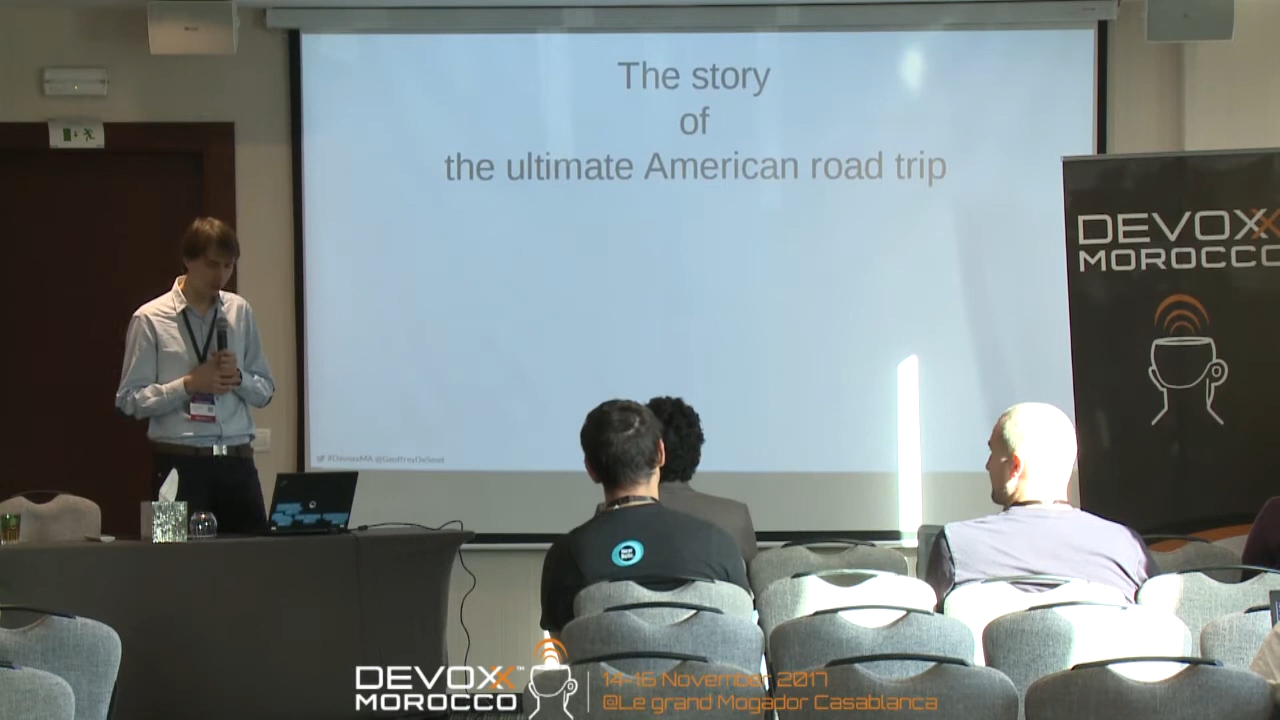 The story
of
the ultimate American road trip
#DevoxxMA @GeoffreyDeSmet
DEVOXX
MOROCCO
DEVOXX™
MOROCCO
14-16 November 2017
@Le grand Mogador Casablanca